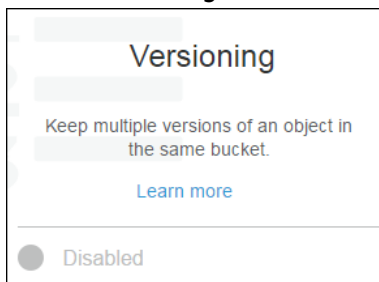 Versioning
Keep multiple versions of an object in
the same bucket.
Learn more
Disabled